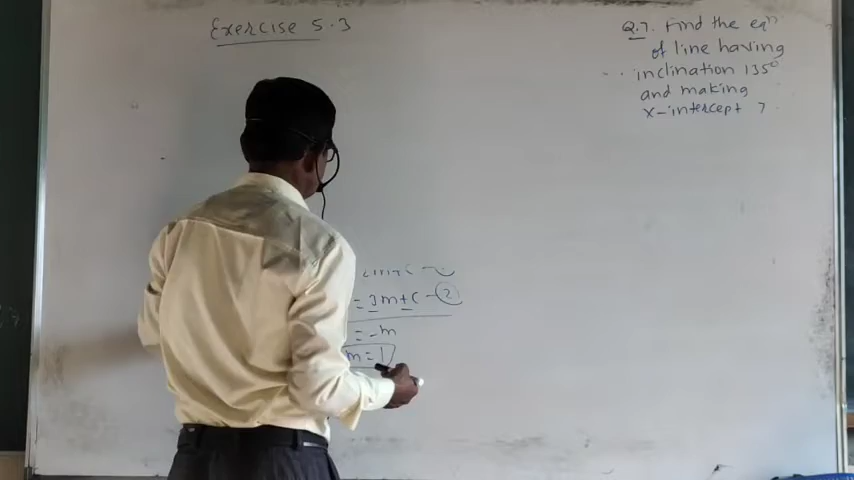 Exercise 5.3
Q.7. Find the eqn
of line having
inclination 135°
and making
x-intercept 7
= 3m+c - 2
= -m
m = 1